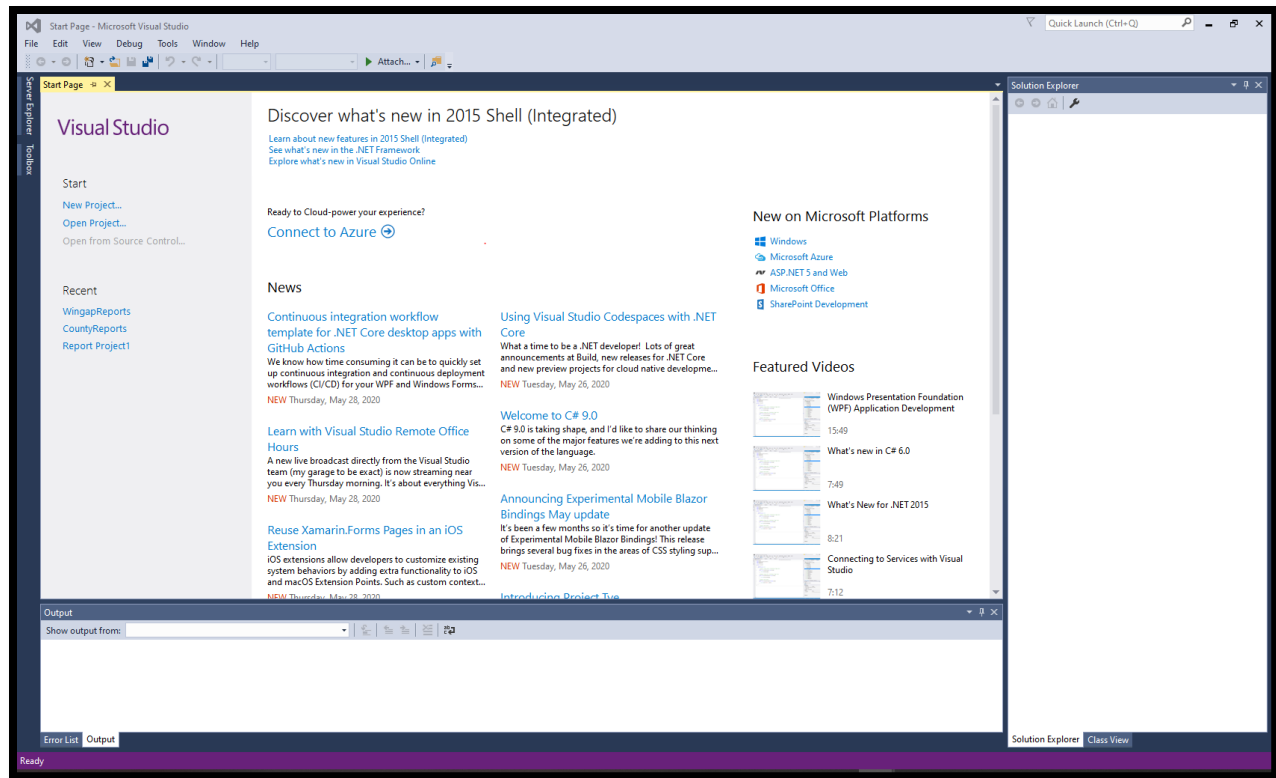 Start Page - Microsoft Visual Studio
Quick Launch (Ctrl+Q)
File Edit View Debug Tools Window Help
Attach...
Server Explorer
Toolbox
Start Page
Visual Studio
Start
New Project...
Open Project...
Open from Source Control...
Recent
WingapReports
CountyReports
Report Project1
Discover what's new in 2015 Shell (Integrated)
Learn about new features in 2015 Shell (Integrated)
See what's new in the .NET Framework
Explore what's new in Visual Studio Online
Ready to Cloud-power your experience?
Connect to Azure
News
Continuous integration workflow
template for .NET Core desktop apps with
GitHub Actions
We know how time consuming it can be to quickly set
up continuous integration and continuous deployment
workflows (CI/CD) for your WPF and Windows Forms...
NEW Thursday, May 28, 2020
Learn with Visual Studio Remote Office
Hours
A new live broadcast directly from the Visual Studio
team (my garage to be exact) is now streaming near
you every Thursday morning. It's about everything Vis...
NEW Thursday, May 28, 2020
Reuse Xamarin.Forms Pages in an iOS
Extension
iOS extensions allow developers to customize existing
system behaviors by adding extra functionality to iOS
and macOS Extension Points. Such as custom context...
NEW Thursday, May 28, 2020
Using Visual Studio Codespaces with .NET
Core
What a time to be a .NET developer! Lots of great
announcements at Build, new releases for .NET Core
and new preview projects for cloud native developme...
NEW Tuesday, May 26, 2020
Welcome to C# 9.0
C# 9.0 is taking shape, and I'd like to share our thinking
on some of the major features we're adding to this next
version of the language.
NEW Tuesday, May 26, 2020
Announcing Experimental Mobile Blazor
Bindings May update
It's been a few months so it's time for another update
of Experimental Mobile Blazor Bindings! This release
brings several bug fixes in the areas of CSS styling sup...
NEW Tuesday, May 26, 2020
Introducing Project Tye
New on Microsoft Platforms
Windows
Microsoft Azure
ASP.NET 5 and Web
Microsoft Office
SharePoint Development
Featured Videos
Windows Presentation Foundation
(WPF) Application Development
15:49
What's new in C# 6.0
7:49
What's New for .NET 2015
8:21
Connecting to Services with Visual
Studio
7:12
Solution Explorer
Output
Show output from:
Error List Output
Solution Explorer Class View
Ready